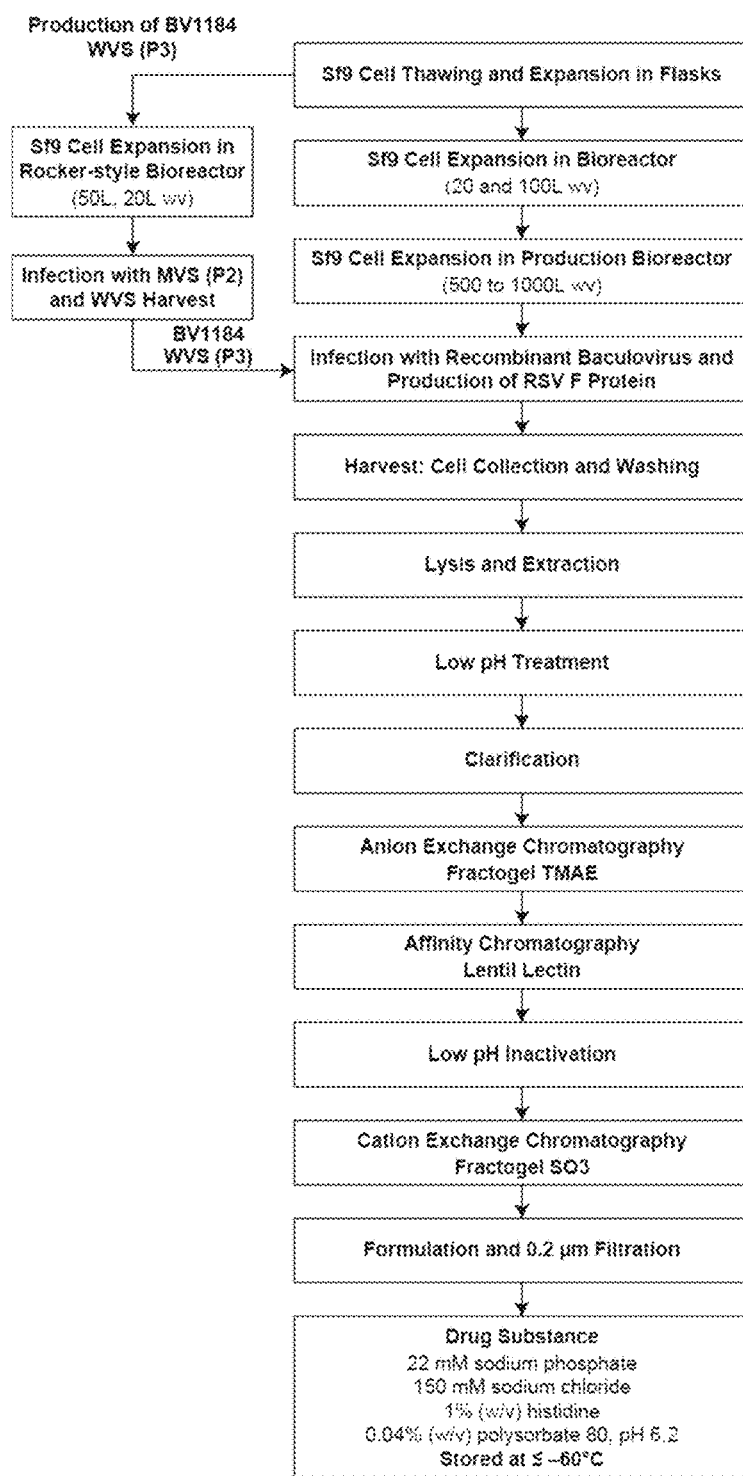 Production of BV1184
WVS (P3)
Sf9 Cell Thawing and Expansion in Flasks
Sf9 Cell Expansion in
Rocker-style Bioreactor
(50L, 20L wv)
Sf9 Cell Expansion in Bioreactor
(20 and 100L wv)
Infection with MVS (P2)
and WVS Harvest
Sf9 Cell Expansion in Production Bioreactor
(500 to 1000L wv)
BV1184
WVS (P3)
Infection with Recombinant Baculovirus and
Production of RSV F Protein
Harvest: Cell Collection and Washing
Lysis and Extraction
Low pH Treatment
Clarification
Anion Exchange Chromatography
Fractogel TMAE
Affinity Chromatography
Lentil Lectin
Low pH Inactivation
Cation Exchange Chromatography
Fractogel SO3
Formulation and 0.2 µm Filtration
Drug Substance
22 mM sodium phosphate
150 mM sodium chloride
1% (w/v) histidine
0.04% (w/v) polysorbate 80, pH 6.2
Stored at ≤ –60°C